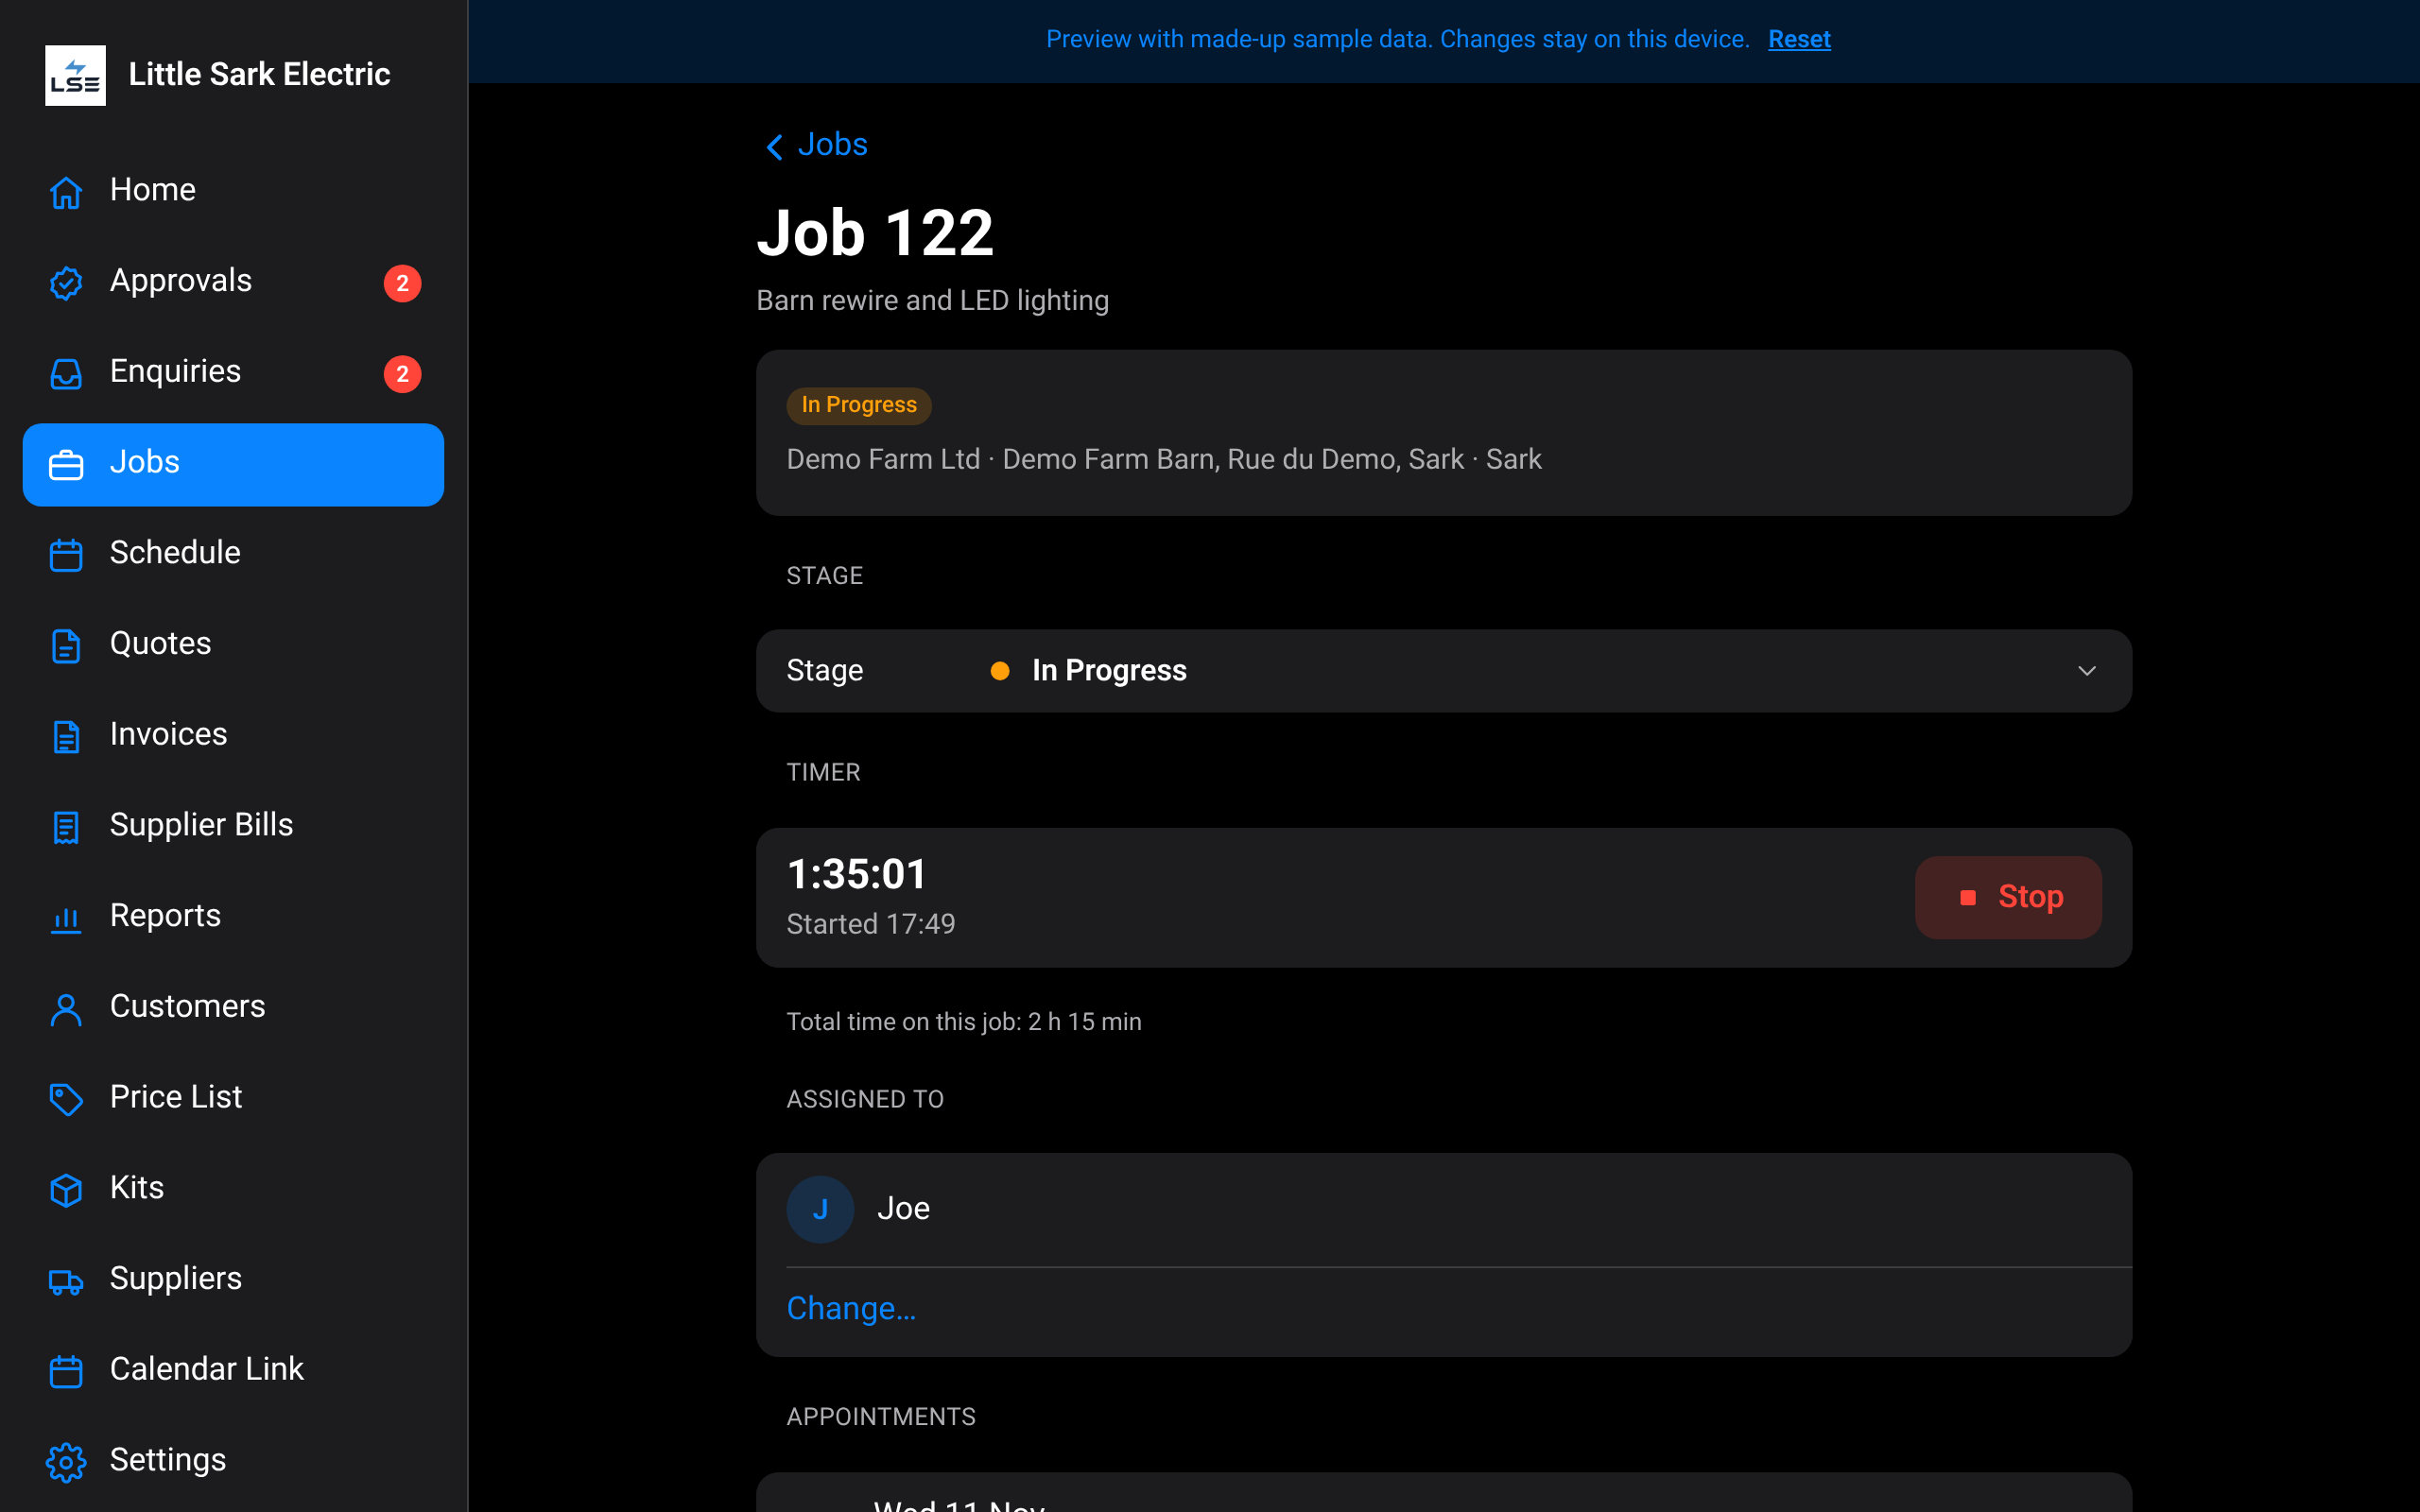 Preview with made-up sample data. Changes stay on this device. Reset
LSE
Little Sark Electric
Home
Approvals 2
Enquiries 2
Jobs
Schedule
Quotes
Invoices
Supplier Bills
Reports
Customers
Price List
Kits
Suppliers
Calendar Link
Settings
Jobs
Job 122
Barn rewire and LED lighting
In Progress
Demo Farm Ltd · Demo Farm Barn, Rue du Demo, Sark · Sark
STAGE
Stage In Progress
TIMER
1:35:01
Started 17:49
Stop
Total time on this job: 2 h 15 min
ASSIGNED TO
J Joe
Change...
APPOINTMENTS
Wed 11 Nov